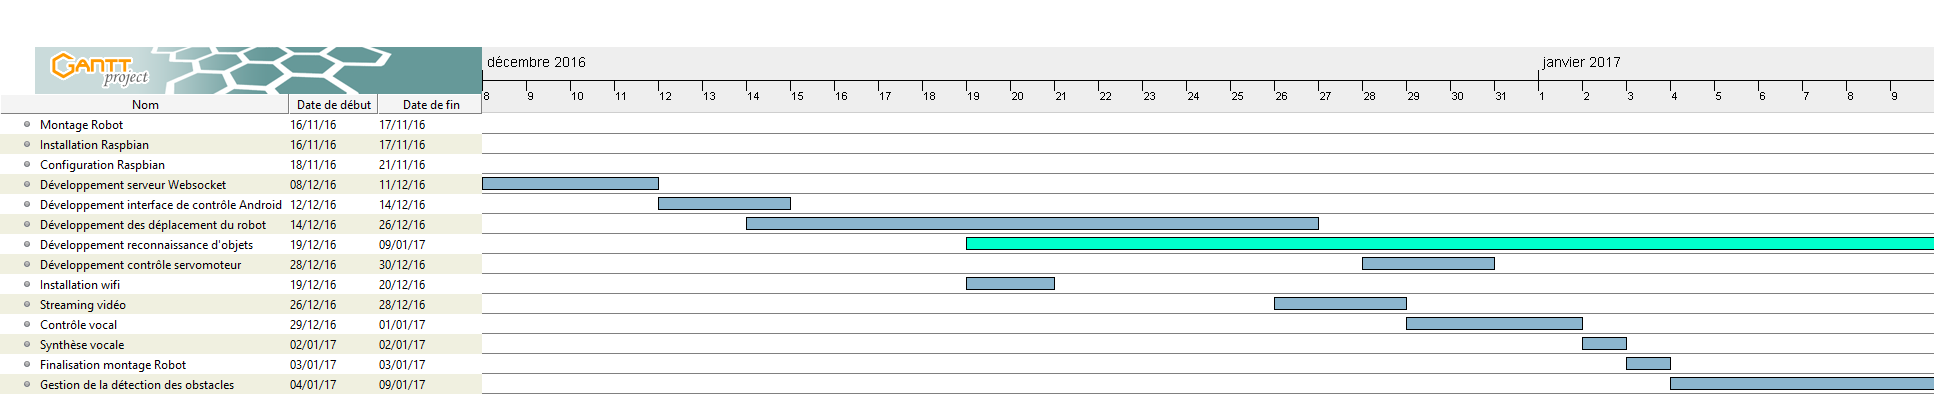 GANTT
project
décembre 2016
janvier 2017
8 9 10 11 12 13 14 15 16 17 18 19 20 21 22 23 24 25 26 27 28 29 30 31 1 2 3 4 5 6 7 8 9
Nom Date de début Date de fin
Montage Robot 16/11/16 17/11/16
Installation Raspbian 16/11/16 17/11/16
Configuration Raspbian 18/11/16 21/11/16
Développement serveur Websocket 08/12/16 11/12/16
Développement interface de contrôle Android 12/12/16 14/12/16
Développement des déplacement du robot 14/12/16 26/12/16
Développement reconnaissance d'objets 19/12/16 09/01/17
Développement contrôle servomoteur 28/12/16 30/12/16
Installation wifi 19/12/16 20/12/16
Streaming vidéo 26/12/16 28/12/16
Contrôle vocal 29/12/16 01/01/17
Synthèse vocale 02/01/17 02/01/17
Finalisation montage Robot 03/01/17 03/01/17
Gestion de la détection des obstacles 04/01/17 09/01/17